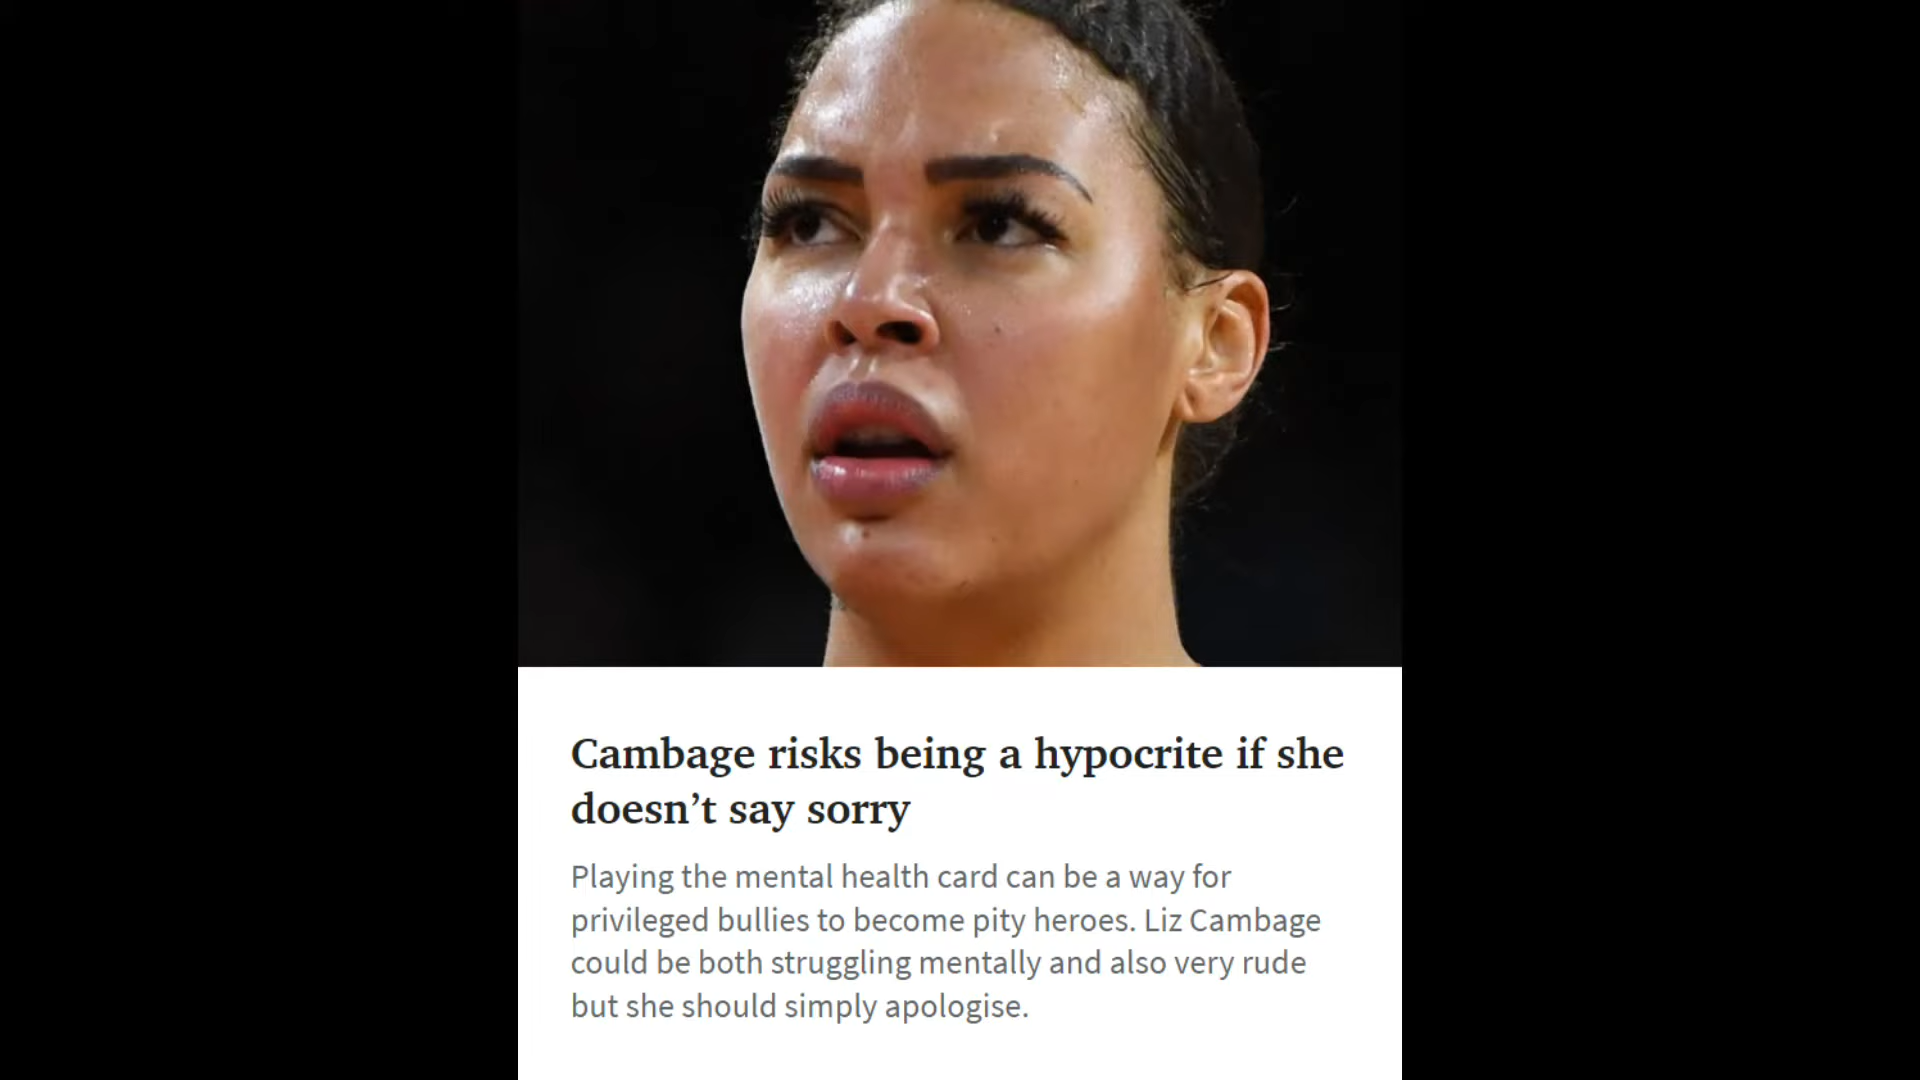 Cambage risks being a hypocrite if she
doesn’t say sorry
Playing the mental health card can be a way for
privileged bullies to become pity heroes. Liz Cambage
could be both struggling mentally and also very rude
but she should simply apologise.